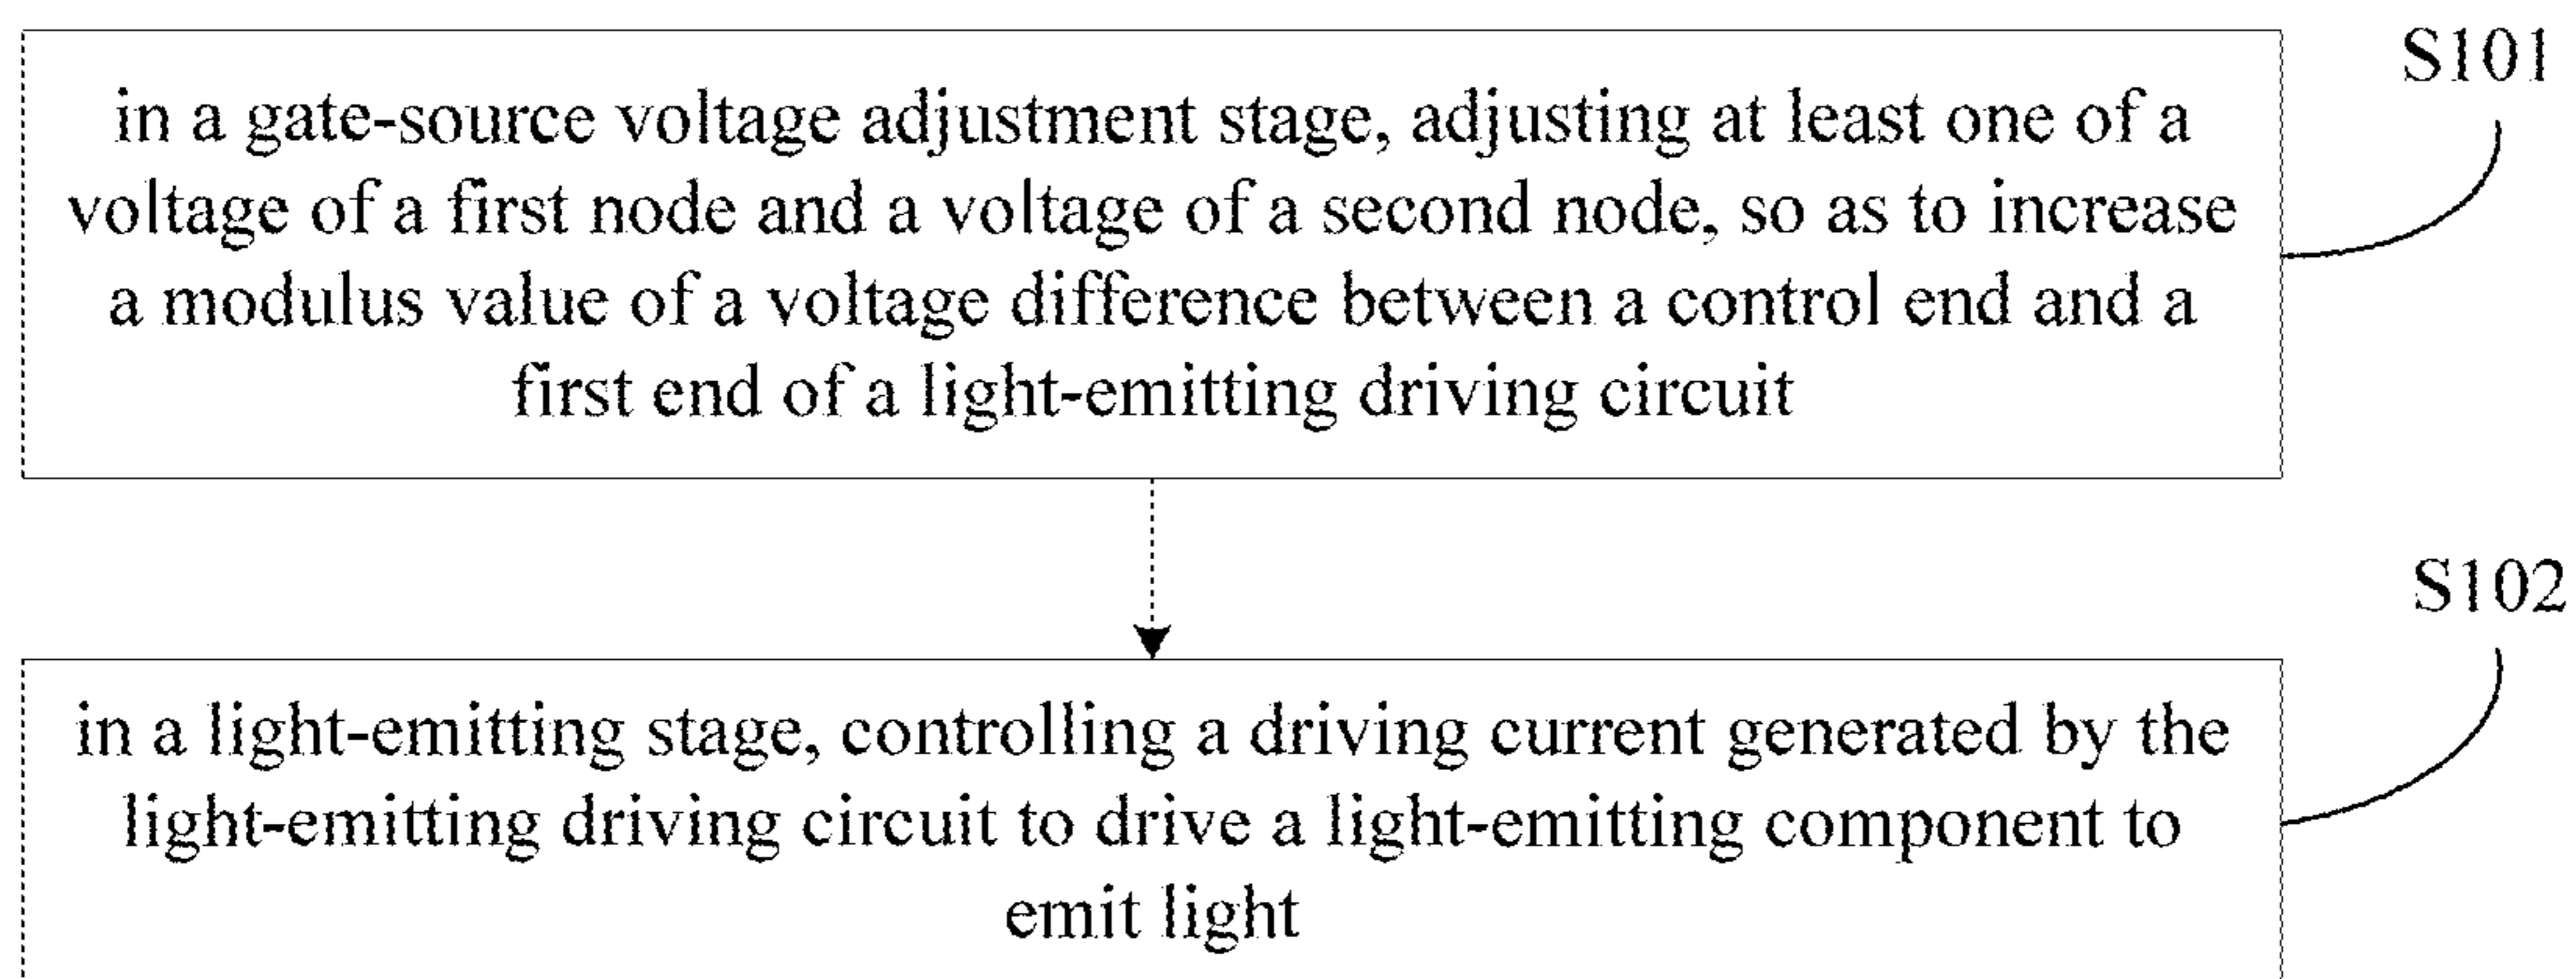 S101
in a gate-source voltage adjustment stage, adjusting at least one of a
voltage of a first node and a voltage of a second node, so as to increase
a modulus value of a voltage difference between a control end and a
first end of a light-emitting driving circuit
S102
in a light-emitting stage, controlling a driving current generated by the
light-emitting driving circuit to drive a light-emitting component to
emit light